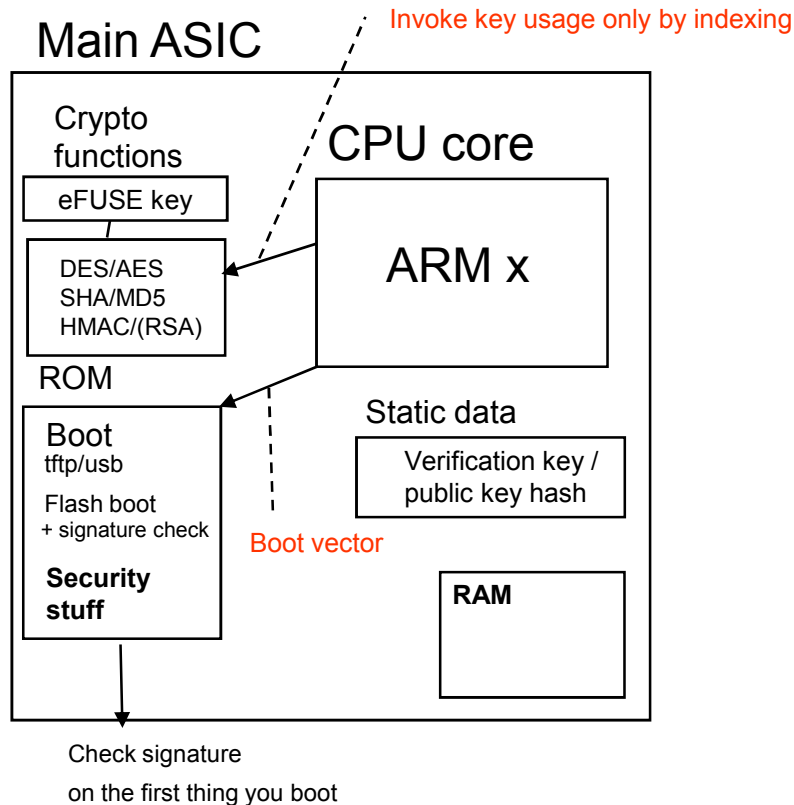 Invoke key usage only by indexing
Main ASIC
Crypto
functions
CPU core
eFUSE key
ARM x
DES/AES
SHA/MD5
HMAC/(RSA)
ROM
Static data
Boot
tftp/usb
Verification key /
public key hash
Flash boot
+ signature check
Boot vector
Security
stuff
RAM
Check signature
on the first thing you boot